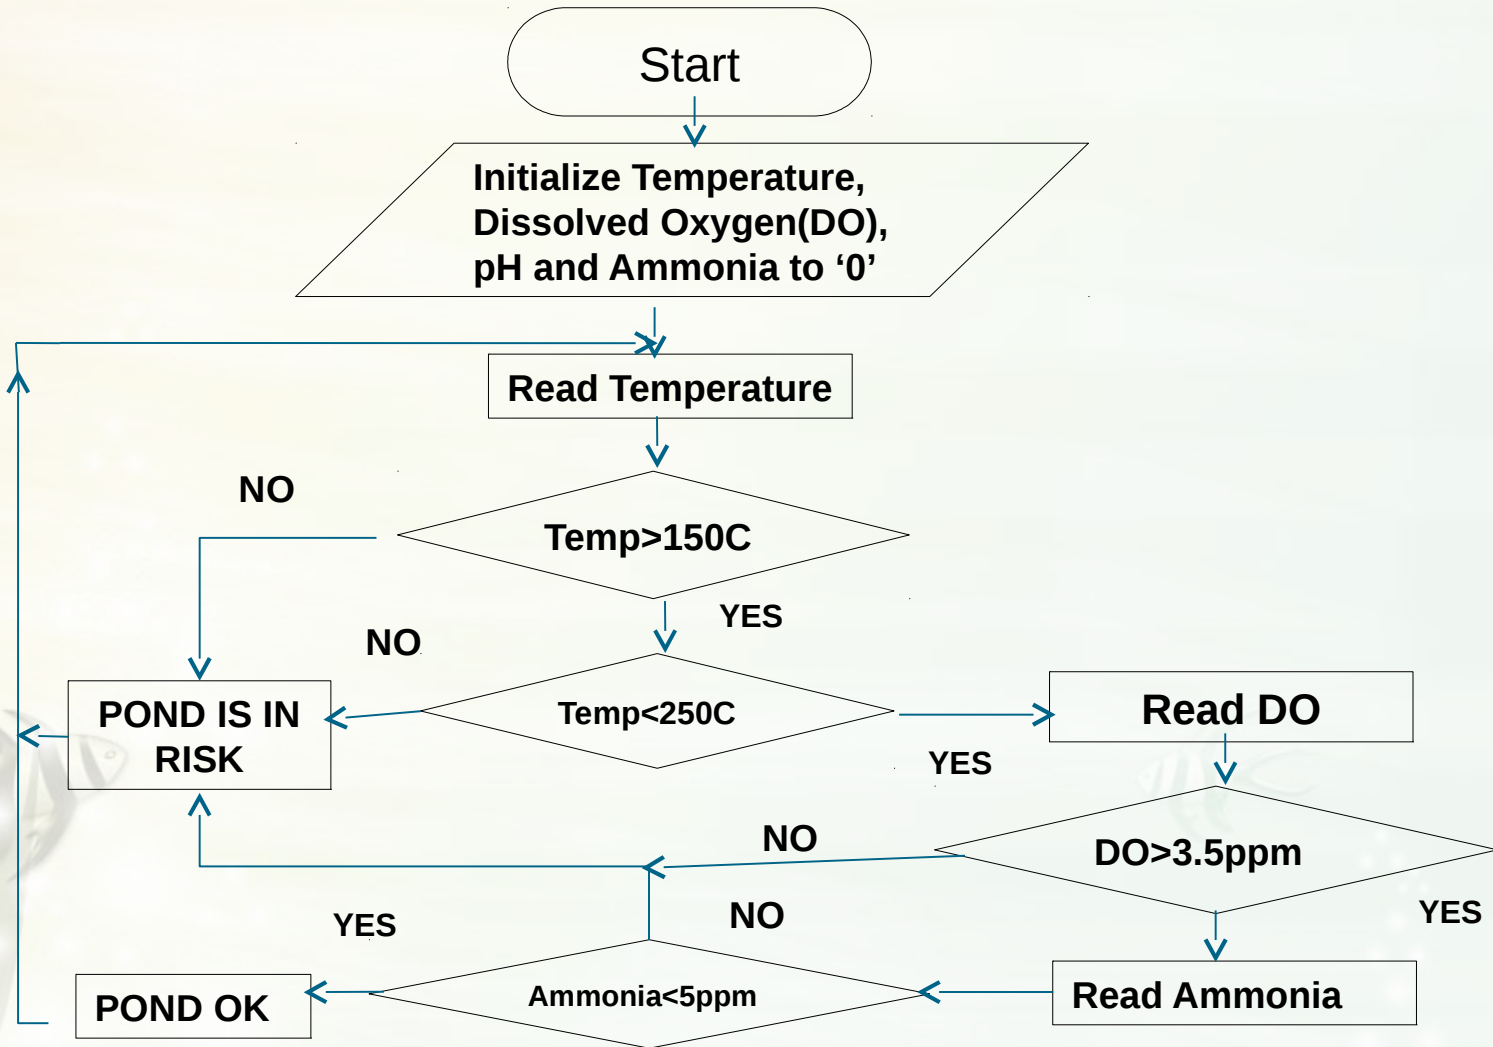 Start
Initialize Temperature,
Dissolved Oxygen(DO),
pH and Ammonia to ‘0’
Read Temperature
NO
Temp>150C
YES
NO
Temp<250C
POND IS IN
RISK
Read DO
YES
NO
DO>3.5ppm
YES
NO
YES
Ammonia<5ppm
Read Ammonia
POND OK